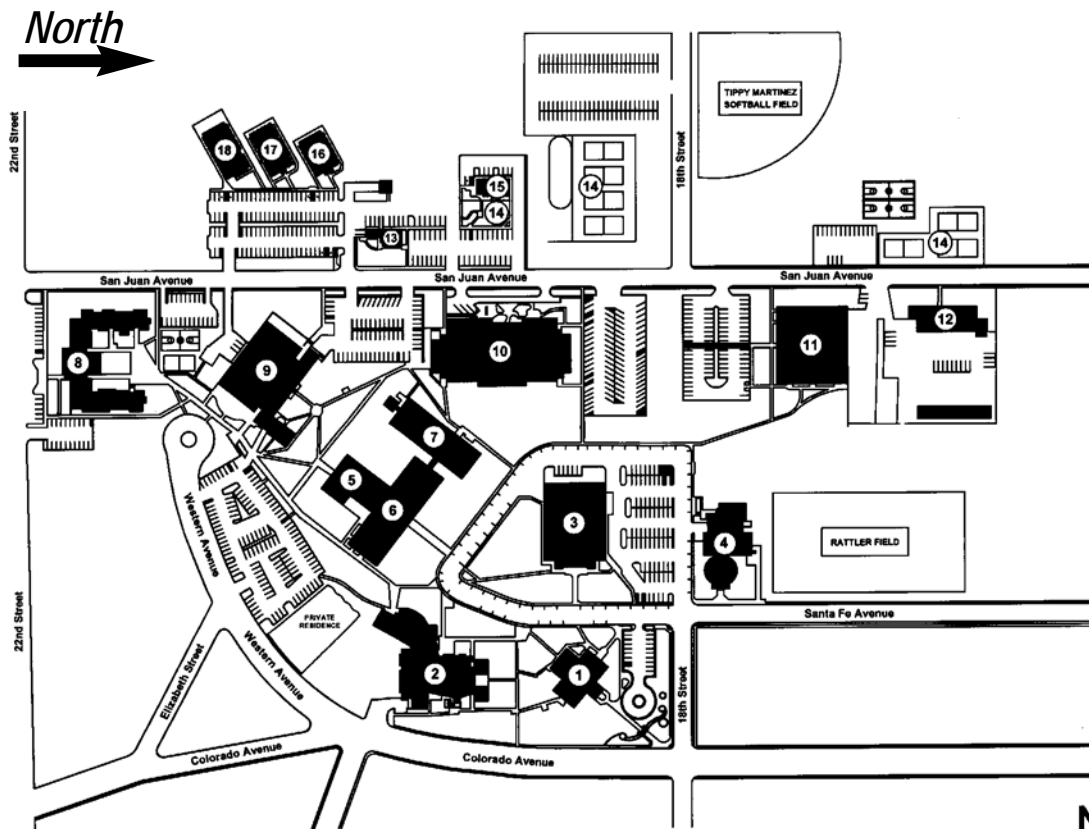 North
22nd Street
18th Street
TIPPY MARTINEZ
SOFTBALL FIELD
18
17
16
15
14
14
14
13
San Juan Avenue
San Juan Avenue
San Juan Avenue
8
9
10
11
12
7
5
6
3
4
RATTLER FIELD
Western Avenue
22nd Street
PRIVATE
RESIDENCE
Santa Fe Avenue
Elizabeth Street
Western Avenue
2
1
18th Street
Colorado Avenue
Colorado Avenue
N